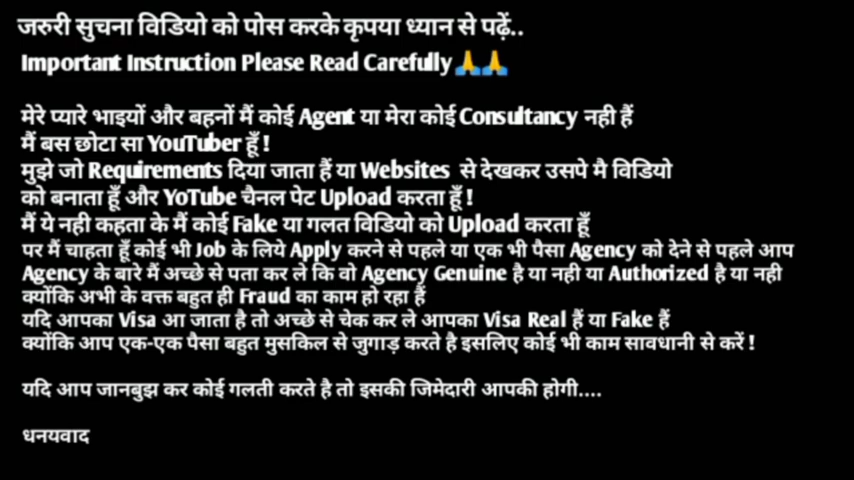 जरुरी सुचना विडियो को पोस करके कृपया ध्यान से पढ़ें..
Important Instruction Please Read Carefully🙏🙏
मेरे प्यारे भाइयों और बहनों मैं कोई Agent या मेरा कोई Consultancy नही हैं
मैं बस छोटा सा YouTuber हूँ !
मुझे जो Requirements दिया जाता हैं या Websites से देखकर उसपे मै विडियो
को बनाता हूँ और YoTube चैनल पेट Upload करता हूँ !
मैं ये नही कहता के मैं कोई Fake या गलत विडियो को Upload करता हूँ
पर मैं चाहता हूँ कोई भी Job के लिये Apply करने से पहले या एक भी पैसा Agency को देने से पहले आप
Agency के बारे मैं अच्छे से पता कर ले कि वो Agency Genuine है या नही या Authorized है या नही
क्योंकि अभी के वक्त बहुत ही Fraud का काम हो रहा हैं
यदि आपका Visa आ जाता है तो अच्छे से चेक कर ले आपका Visa Real हैं या Fake हैं
क्योंकि आप एक-एक पैसा बहुत मुसकिल से जुगाड़ करते है इसलिए कोई भी काम सावधानी से करें !
यदि आप जानबुझ कर कोई गलती करते है तो इसकी जिमेदारी आपकी होगी....
धनयवाद